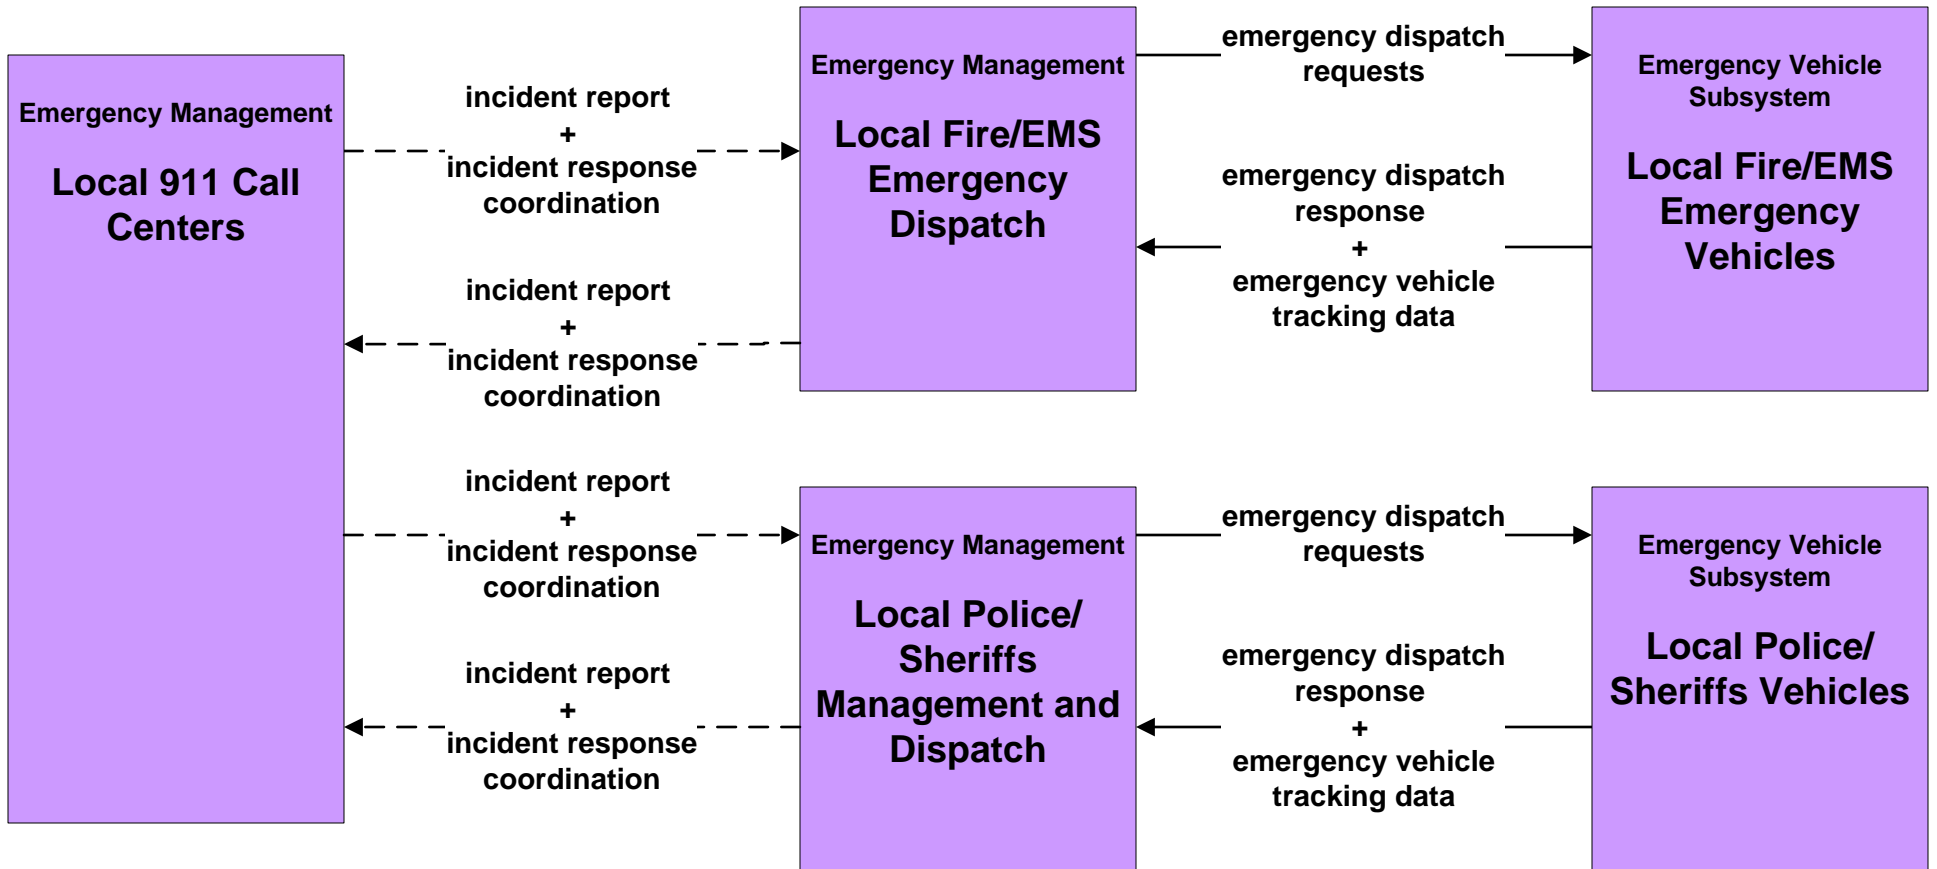 Emergency Management
Local 911 Call
Centers
incident report
+
incident response
coordination
incident report
+
incident response
coordination
incident report
+
incident response
coordination
incident report
+
incident response
coordination
Emergency Management
Local Fire/EMS
Emergency
Dispatch
emergency dispatch
requests
emergency dispatch
response
+
emergency vehicle
tracking data
Emergency Vehicle
Subsystem
Local Fire/EMS
Emergency
Vehicles
Emergency Management
Local Police/
Sheriffs
Management and
Dispatch
emergency dispatch
requests
emergency dispatch
response
+
emergency vehicle
tracking data
Emergency Vehicle
Subsystem
Local Police/
Sheriffs Vehicles